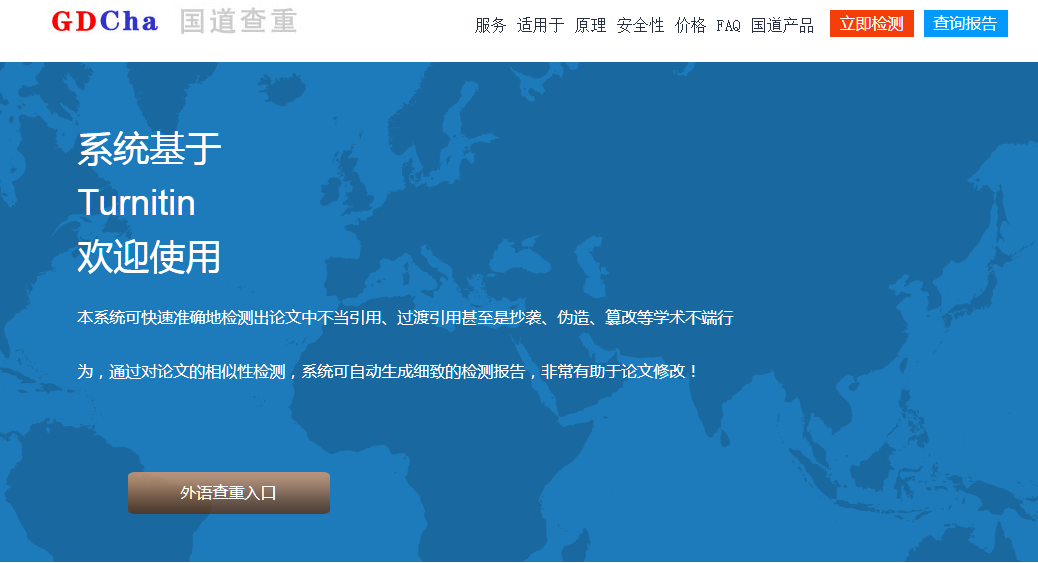 GDCha 国道查重
服务 适用于 原理 安全性 价格 FAQ 国道产品 立即检测 查询报告
系统基于
Turnitin
欢迎使用
本系统可快速准确地检测出论文中不当引用、过渡引用甚至是抄袭、伪造、篡改等学术不端行
为，通过对论文的相似性检测，系统可自动生成细致的检测报告，非常有助于论文修改！
外语查重入口